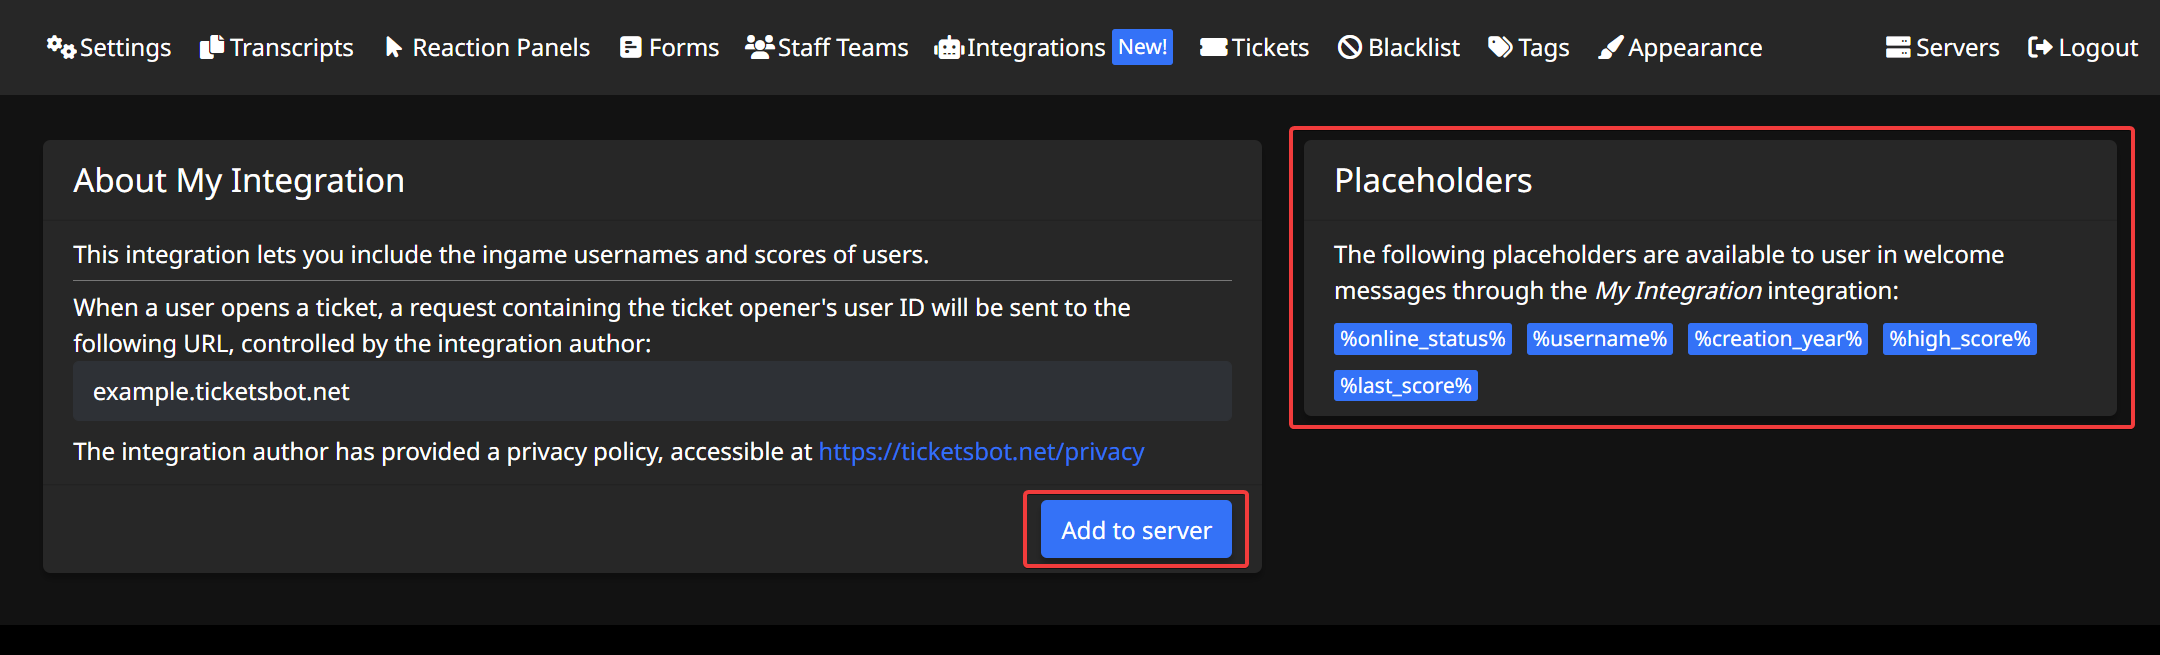 Settings Transcripts Reaction Panels Forms Staff Teams Integrations New! Tickets Blacklist Tags Appearance Servers Logout
About My Integration
This integration lets you include the ingame usernames and scores of users.
When a user opens a ticket, a request containing the ticket opener's user ID will be sent to the
following URL, controlled by the integration author:
example.ticketsbot.net
The integration author has provided a privacy policy, accessible at https://ticketsbot.net/privacy
Add to server
Placeholders
The following placeholders are available to user in welcome
messages through the My Integration integration:
%online_status% %username% %creation_year% %high_score%
%last_score%